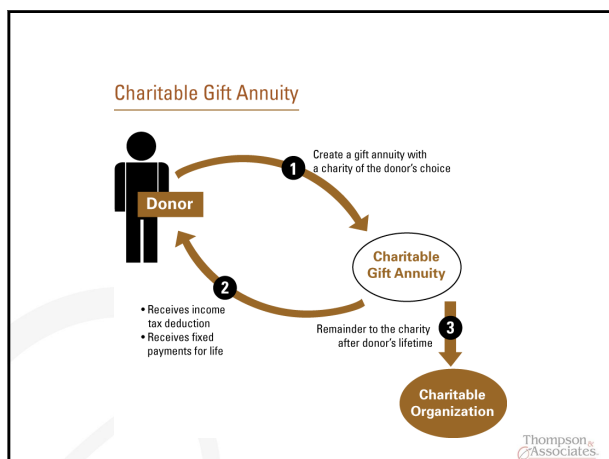 Charitable Gift Annuity
1
Create a gift annuity with
a charity of the donor's choice
Donor
Charitable
Gift Annuity
2
• Receives income
tax deduction
• Receives fixed
payments for life
Remainder to the charity
after donor's lifetime
3
Charitable
Organization
Thompson&
Associates